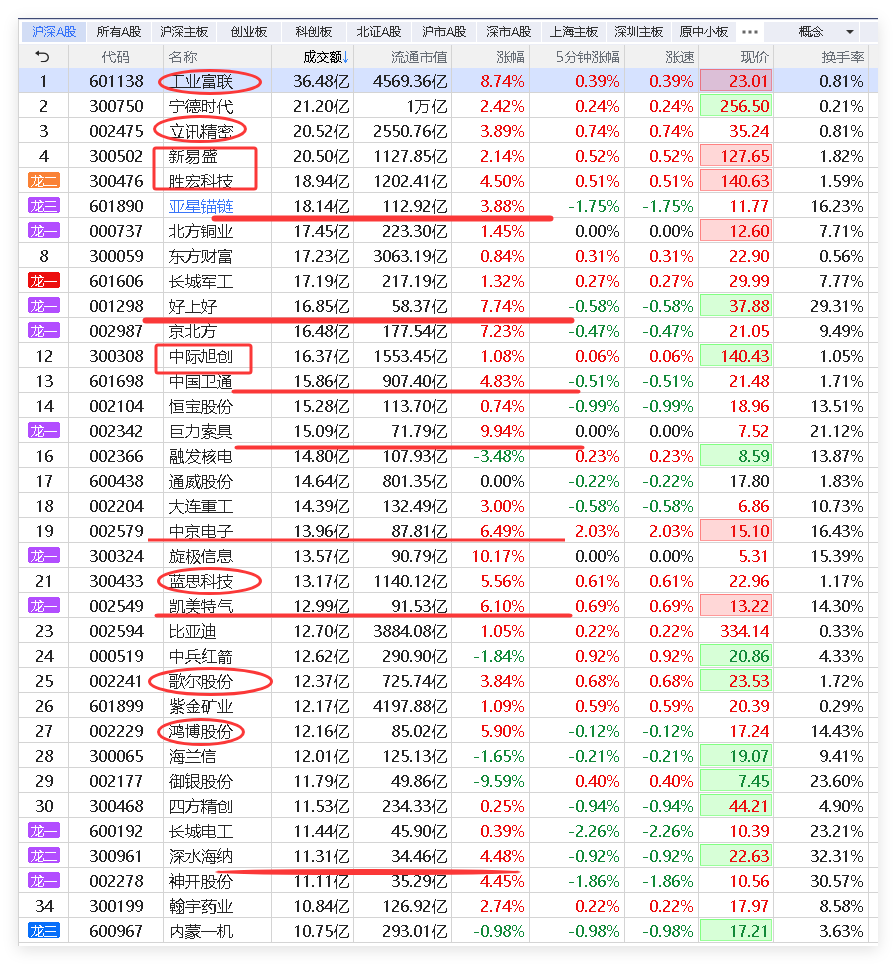 沪深A股 所有A股 沪深主板 创业板 科创板 北证A股 沪市A股 深市A股 上海主板 深圳主板 原中小板 ••• 概念
代码 名称 成交额↓ 流通市值 涨幅 5分钟涨幅 涨速 现价 换手率
1 601138 工业富联 36.48亿 4569.36亿 8.74% 0.39% 0.39% 23.01 0.81%
2 300750 宁德时代 21.20亿 1万亿 2.42% 0.24% 0.24% 256.50 0.21%
3 002475 立讯精密 20.52亿 2550.76亿 3.89% 0.74% 0.74% 35.24 0.81%
4 300502 新易盛 20.50亿 1127.85亿 2.14% 0.52% 0.52% 127.65 1.82%
龙二 300476 胜宏科技 18.94亿 1202.41亿 4.50% 0.51% 0.51% 140.63 1.59%
龙三 601890 亚星锚链 18.14亿 112.92亿 3.88% -1.75% -1.75% 11.77 16.23%
龙一 000737 北方铜业 17.45亿 223.30亿 1.45% 0.00% 0.00% 12.60 7.71%
8 300059 东方财富 17.23亿 3063.19亿 0.84% 0.31% 0.31% 22.90 0.56%
龙一 601606 长城军工 17.19亿 217.19亿 1.32% 0.27% 0.27% 29.99 7.77%
龙一 001298 好上好 16.85亿 58.37亿 7.74% -0.58% -0.58% 37.88 29.31%
龙一 002987 京北方 16.48亿 177.54亿 7.23% -0.47% -0.47% 21.05 9.49%
12 300308 中际旭创 16.37亿 1553.45亿 1.08% 0.06% 0.06% 140.43 1.05%
13 601698 中国卫通 15.86亿 907.40亿 4.83% -0.51% -0.51% 21.48 1.71%
14 002104 恒宝股份 15.28亿 113.70亿 0.74% -0.99% -0.99% 18.96 13.51%
龙一 002342 巨力索具 15.09亿 71.79亿 9.94% 0.00% 0.00% 7.52 21.12%
16 002366 融发核电 14.80亿 107.93亿 -3.48% 0.23% 0.23% 8.59 13.87%
17 600438 通威股份 14.64亿 801.35亿 0.00% -0.22% -0.22% 17.80 1.83%
18 002204 大连重工 14.39亿 132.49亿 3.00% -0.58% -0.58% 6.86 10.73%
19 002579 中京电子 13.96亿 87.81亿 6.49% 2.03% 2.03% 15.10 16.43%
龙一 300324 旋极信息 13.57亿 90.79亿 10.17% 0.00% 0.00% 5.31 15.39%
21 300433 蓝思科技 13.17亿 1140.12亿 5.56% 0.61% 0.61% 22.96 1.17%
龙一 002549 凯美特气 12.99亿 91.53亿 6.10% 0.69% 0.69% 13.22 14.30%
23 002594 比亚迪 12.70亿 3884.08亿 1.05% 0.22% 0.22% 334.14 0.33%
24 000519 中兵红箭 12.62亿 290.90亿 -1.84% 0.92% 0.92% 20.86 4.33%
25 002241 歌尔股份 12.37亿 725.74亿 3.84% 0.68% 0.68% 23.53 1.72%
26 601899 紫金矿业 12.17亿 4197.88亿 1.09% 0.59% 0.59% 20.39 0.29%
27 002229 鸿博股份 12.16亿 85.02亿 5.90% -0.12% -0.12% 17.24 14.43%
28 300065 海兰信 12.01亿 125.13亿 -1.65% -0.21% -0.21% 19.07 9.41%
29 002177 御银股份 11.79亿 49.86亿 -9.59% 0.40% 0.40% 7.45 23.60%
30 300468 四方精创 11.53亿 234.33亿 0.25% -0.94% -0.94% 44.21 4.90%
龙一 600192 长城电工 11.44亿 45.90亿 0.39% -2.26% -2.26% 10.39 23.21%
龙二 300961 深水海纳 11.31亿 34.46亿 4.48% -0.92% -0.92% 22.63 32.31%
龙一 002278 神开股份 11.11亿 35.29亿 4.45% -1.86% -1.86% 10.56 30.57%
34 300199 翰宇药业 10.84亿 126.92亿 2.74% 0.22% 0.22% 17.97 8.58%
龙三 600967 内蒙一机 10.75亿 293.01亿 -0.98% -0.98% -0.98% 17.21 3.63%